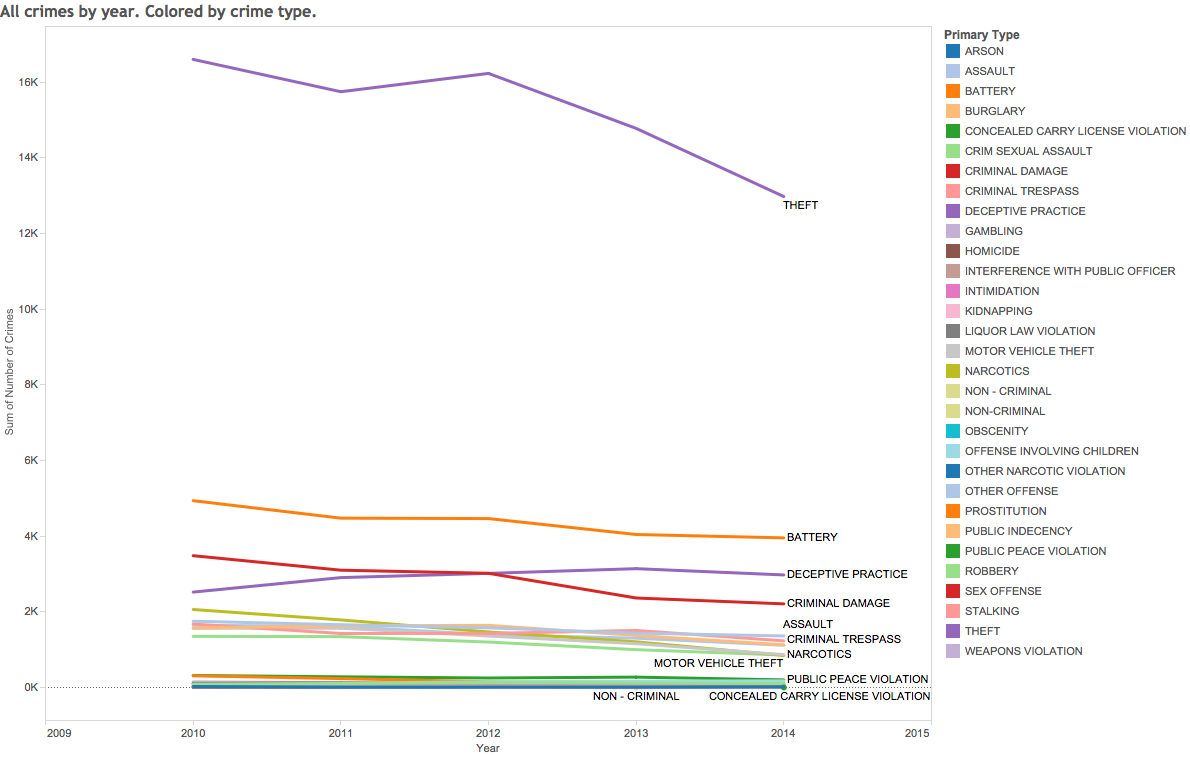 All crimes by year. Colored by crime type.
16K
14K
12K
10K
8K
6K
4K
2K
0K
Sum of Number of Crimes
THEFT
BATTERY
DECEPTIVE PRACTICE
CRIMINAL DAMAGE
ASSAULT
CRIMINAL TRESPASS
NARCOTICS
MOTOR VEHICLE THEFT
PUBLIC PEACE VIOLATION
NON - CRIMINAL
CONCEALED CARRY LICENSE VIOLATION
2009
2010
2011
2012
2013
2014
2015
Year
Primary Type
ARSON
ASSAULT
BATTERY
BURGLARY
CONCEALED CARRY LICENSE VIOLATION
CRIM SEXUAL ASSAULT
CRIMINAL DAMAGE
CRIMINAL TRESPASS
DECEPTIVE PRACTICE
GAMBLING
HOMICIDE
INTERFERENCE WITH PUBLIC OFFICER
INTIMIDATION
KIDNAPPING
LIQUOR LAW VIOLATION
MOTOR VEHICLE THEFT
NARCOTICS
NON - CRIMINAL
NON-CRIMINAL
OBSCENITY
OFFENSE INVOLVING CHILDREN
OTHER NARCOTIC VIOLATION
OTHER OFFENSE
PROSTITUTION
PUBLIC INDECENCY
PUBLIC PEACE VIOLATION
ROBBERY
SEX OFFENSE
STALKING
THEFT
WEAPONS VIOLATION